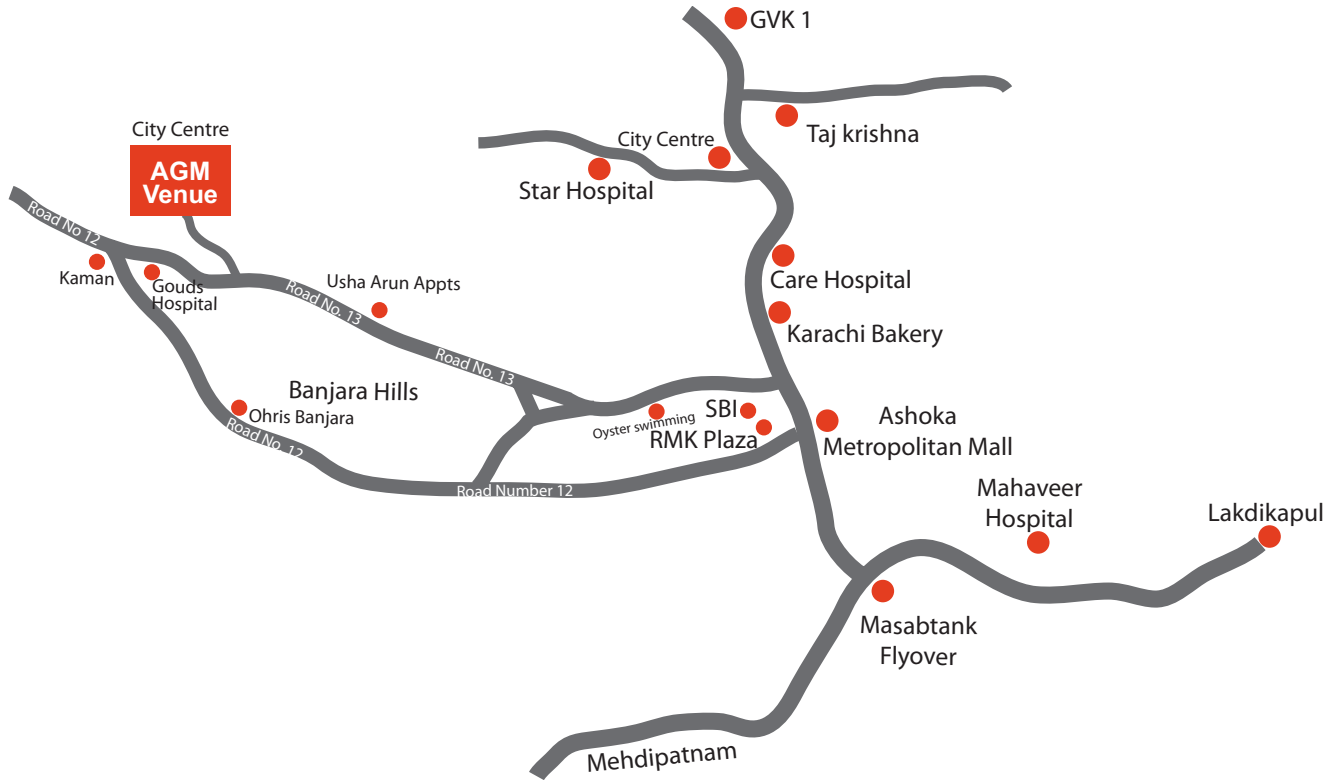 GVK 1
Taj krishna
City Centre
Star Hospital
City Centre
AGM
Venue
Road No 12
Kaman
Gouds
Hospital
Usha Arun Appts
Road No. 13
Care Hospital
Karachi Bakery
Road No. 13
Banjara Hills
Ohris Banjara
Road No. 12
Oyster swimming
SBI
RMK Plaza
Ashoka
Metropolitan Mall
Road Number 12
Mahaveer
Hospital
Lakdikapul
Masabtank
Flyover
Mehdipatnam